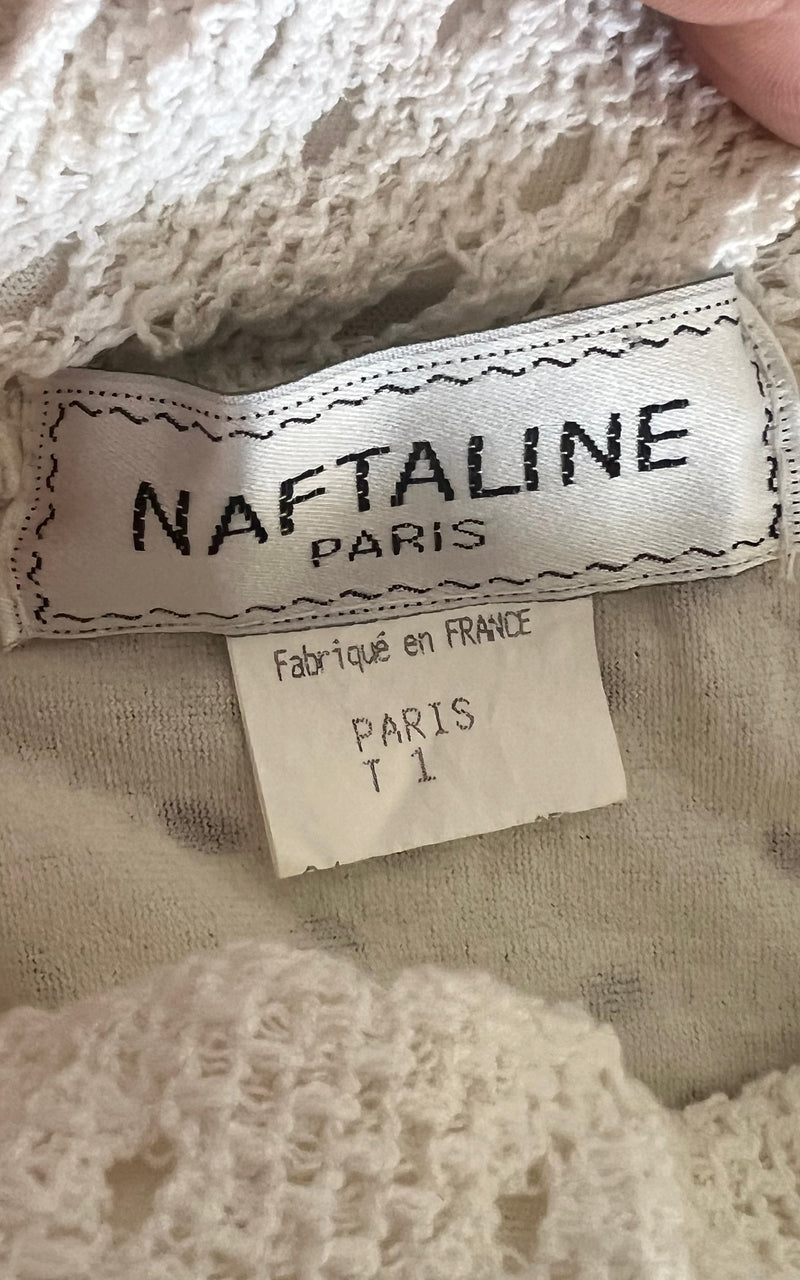 NAFTALINE
PARIS
Fabriqué en FRANCE
PARIS
T 1